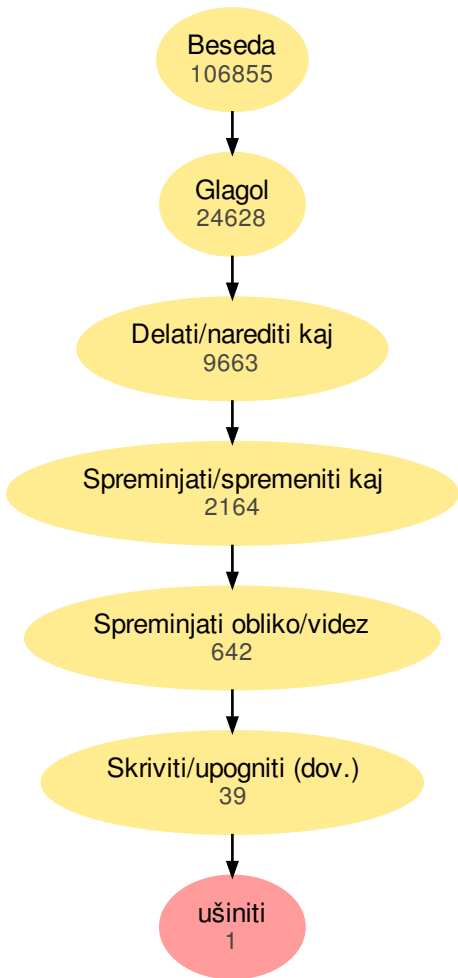 Beseda
106855
Glagol
24628
Delati/narediti kaj
9663
Spreminjati/spremeniti kaj
2164
Spreminjati obliko/videz
642
Skriviti/upogniti (dov.)
39
ušiniti
1